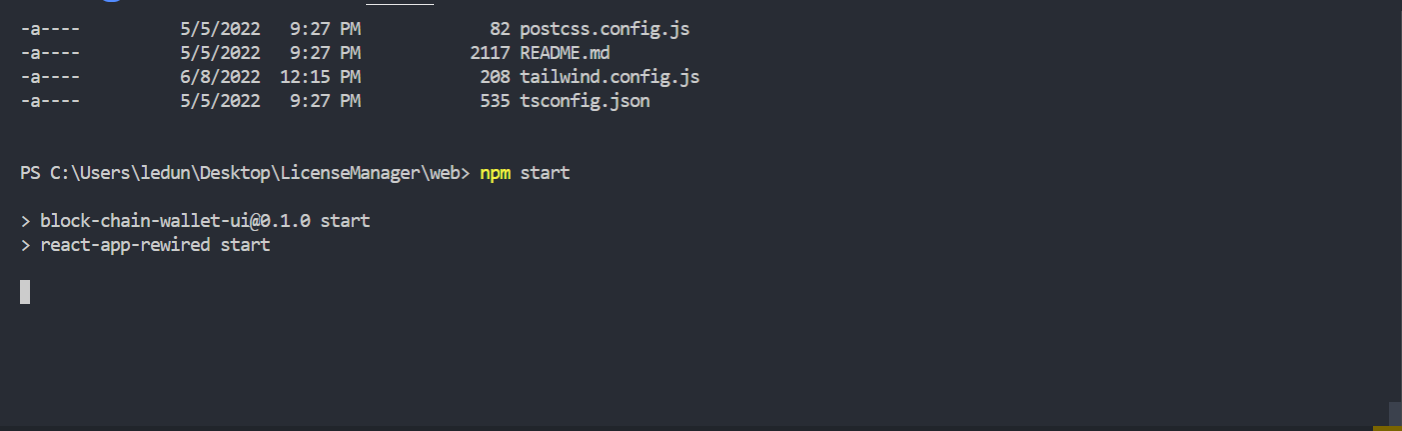 -a----          5/5/2022   9:27 PM             82 postcss.config.js
-a----          5/5/2022   9:27 PM           2117 README.md
-a----          6/8/2022  12:15 PM            208 tailwind.config.js
-a----          5/5/2022   9:27 PM            535 tsconfig.json
PS C:\Users\ledun\Desktop\LicenseManager\web> npm start
> block-chain-wallet-ui@0.1.0 start
> react-app-rewired start